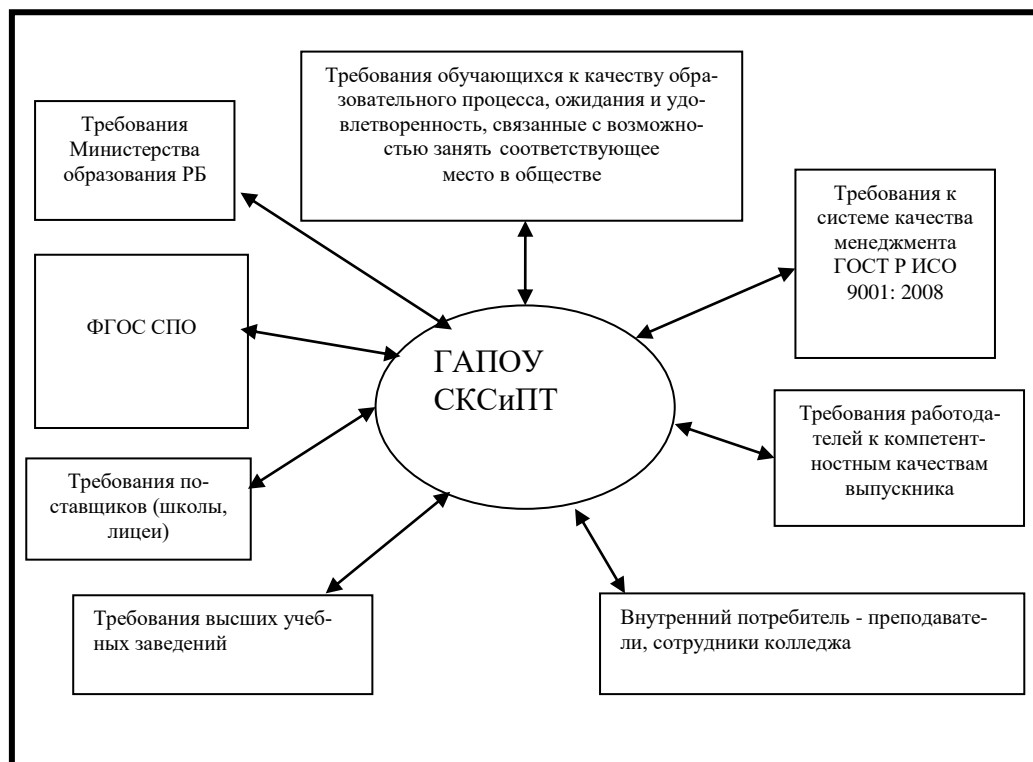 Требования обучающихся к качеству обра-
зовательного процесса, ожидания и удо-
влетворенность, связанные с возможно-
стью занять соответствующее
место в обществе
Требования
Министерства
образования РБ
Требования к
системе качества
менеджмента
ГОСТ Р ИСО
9001: 2008
ФГОС СПО
ГАПОУ
СКСиПТ
Требования работода-
телей к компетент-
ностным качествам
выпускника
Требования по-
ставщиков (школы,
лицеи)
Требования высших учеб-
ных заведений
Внутренний потребитель - преподавате-
ли, сотрудники колледжа